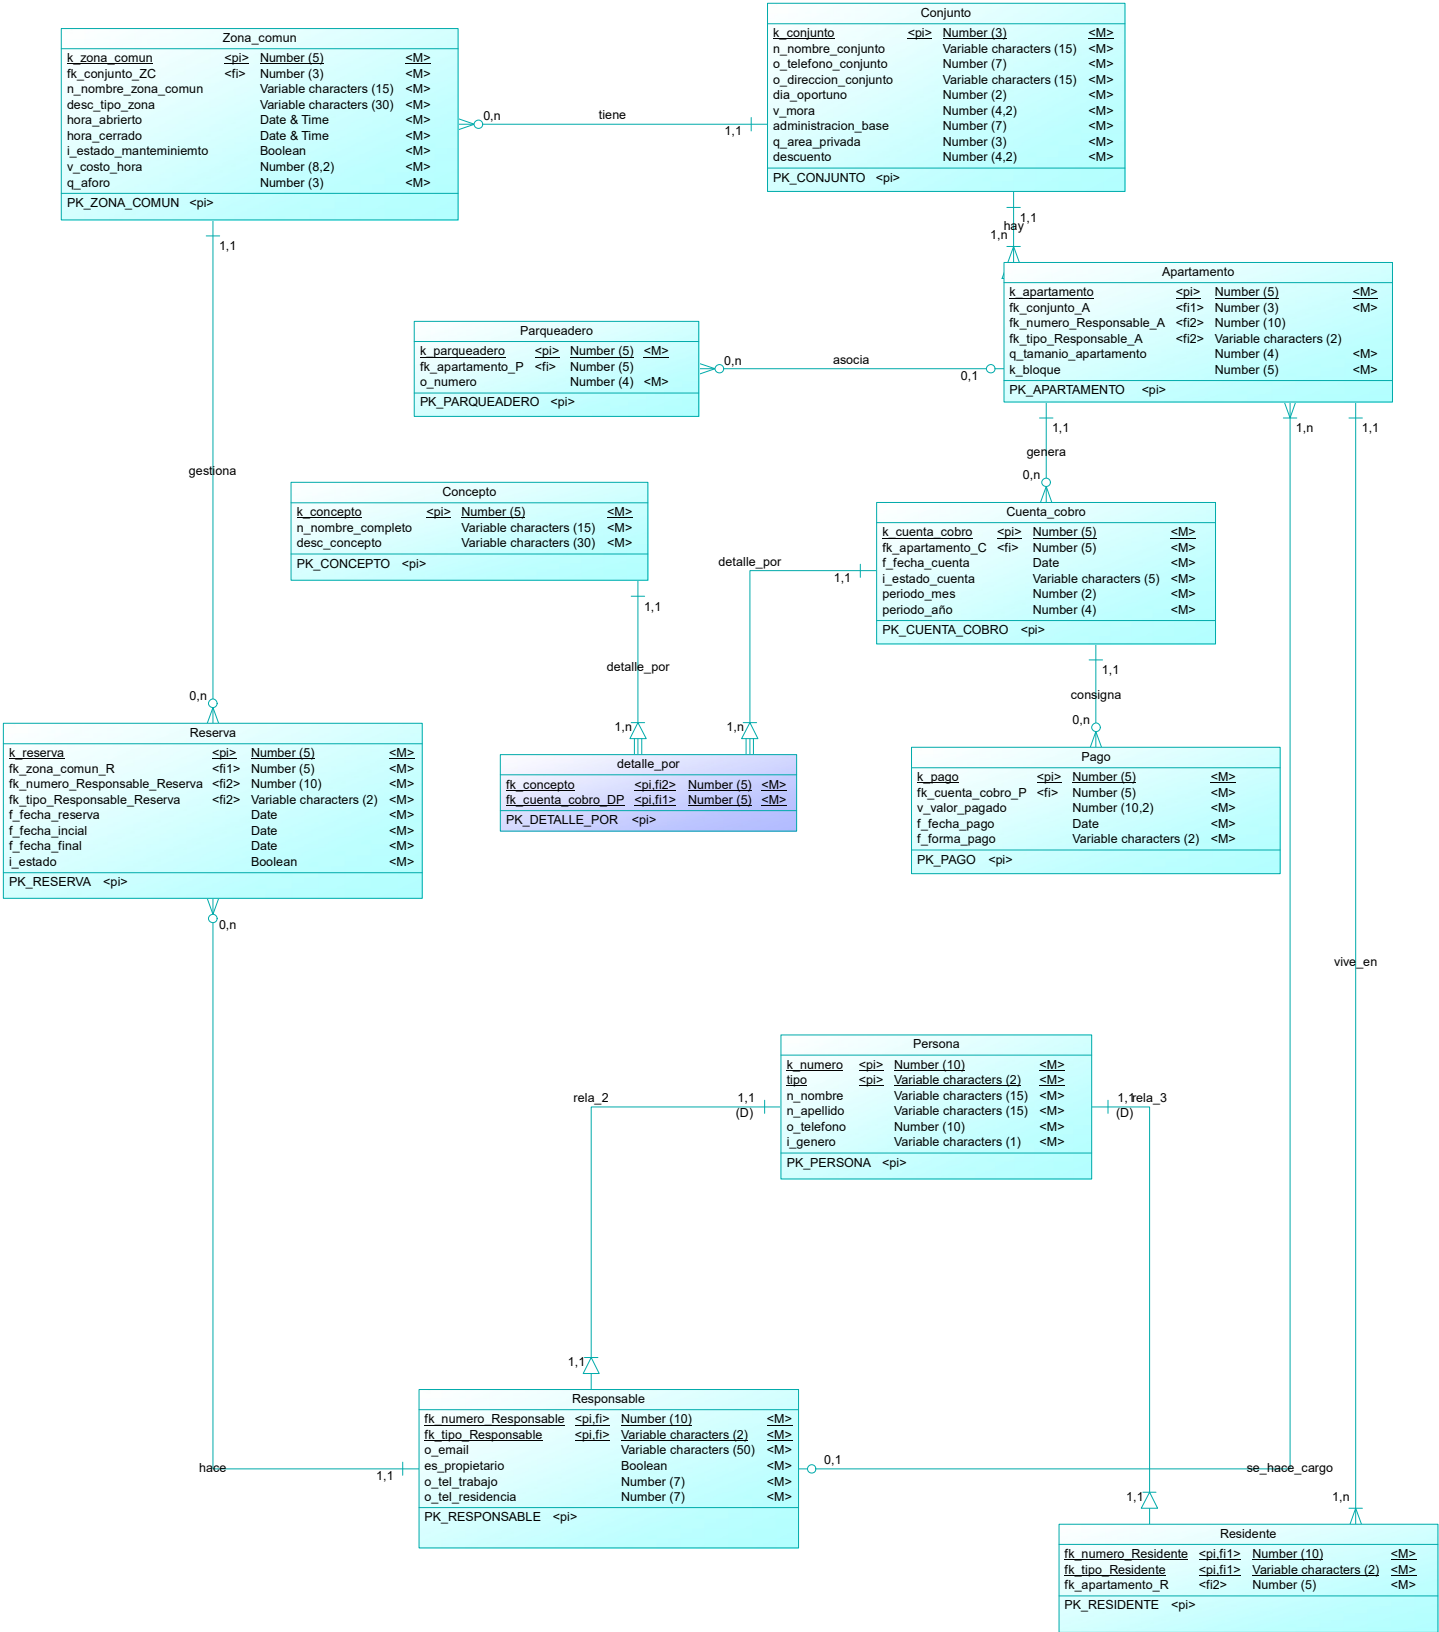 Conjunto
k_conjunto <pi> Number (3) <M>
n_nombre_conjunto Variable characters (15) <M>
o_telefono_conjunto Number (7) <M>
o_direccion_conjunto Variable characters (15) <M>
dia_oportuno Number (2) <M>
v_mora Number (4,2) <M>
administracion_base Number (7) <M>
q_area_privada Number (3) <M>
descuento Number (4,2) <M>
PK_CONJUNTO <pi>
Zona_comun
k_zona_comun <pi> Number (5) <M>
fk_conjunto_ZC <fi> Number (3) <M>
n_nombre_zona_comun Variable characters (15) <M>
desc_tipo_zona Variable characters (30) <M>
hora_abierto Date & Time <M>
hora_cerrado Date & Time <M>
i_estado_manteminiemto Boolean <M>
v_costo_hora Number (8,2) <M>
q_aforo Number (3) <M>
PK_ZONA_COMUN <pi>
0,n
tiene
1,1
1,1
hay
1,n
1,1
Apartamento
k_apartamento <pi> Number (5) <M>
fk_conjunto_A <fi1> Number (3) <M>
fk_numero_Responsable_A <fi2> Number (10)
fk_tipo_Responsable_A <fi2> Variable characters (2)
q_tamanio_apartamento Number (4) <M>
k_bloque Number (5) <M>
PK_APARTAMENTO <pi>
Parqueadero
k_parqueadero <pi> Number (5) <M>
fk_apartamento_P <fi> Number (5)
o_numero Number (4) <M>
PK_PARQUEADERO <pi>
0,n
asocia
0,1
1,1
genera
0,n
1,n
1,1
gestiona
Concepto
k_concepto <pi> Number (5) <M>
n_nombre_completo Variable characters (15) <M>
desc_concepto Variable characters (30) <M>
PK_CONCEPTO <pi>
Cuenta_cobro
k_cuenta_cobro <pi> Number (5) <M>
fk_apartamento_C <fi> Number (5) <M>
f_fecha_cuenta Date <M>
i_estado_cuenta Variable characters (5) <M>
periodo_mes Number (2) <M>
periodo_año Number (4) <M>
PK_CUENTA_COBRO <pi>
detalle_por
1,1
1,1
detalle_por
1,n
1,n
1,1
consigna
0,n
0,n
Reserva
k_reserva <pi> Number (5) <M>
fk_zona_comun_R <fi1> Number (5) <M>
fk_numero_Responsable_Reserva <fi2> Number (10) <M>
fk_tipo_Responsable_Reserva <fi2> Variable characters (2) <M>
f_fecha_reserva Date <M>
f_fecha_incial Date <M>
f_fecha_final Date <M>
i_estado Boolean <M>
PK_RESERVA <pi>
detalle_por
fk_concepto <pi,fi2> Number (5) <M>
fk_cuenta_cobro_DP <pi,fi1> Number (5) <M>
PK_DETALLE_POR <pi>
Pago
k_pago <pi> Number (5) <M>
fk_cuenta_cobro_P <fi> Number (5) <M>
v_valor_pagado Number (10,2) <M>
f_fecha_pago Date <M>
f_forma_pago Variable characters (2) <M>
PK_PAGO <pi>
0,n
vive_en
Persona
k_numero <pi> Number (10) <M>
tipo <pi> Variable characters (2) <M>
n_nombre Variable characters (15) <M>
n_apellido Variable characters (15) <M>
o_telefono Number (10) <M>
i_genero Variable characters (1) <M>
PK_PERSONA <pi>
rela_2
1,1
(D)
1,1
(D)
rela_3
1,1
Responsable
fk_numero_Responsable <pi,fi> Number (10) <M>
fk_tipo_Responsable <pi,fi> Variable characters (2) <M>
o_email Variable characters (50) <M>
es_propietario Boolean <M>
o_tel_trabajo Number (7) <M>
o_tel_residencia Number (7) <M>
PK_RESPONSABLE <pi>
hace
1,1
0,1
se_hace_cargo
1,1
1,n
Residente
fk_numero_Residente <pi,fi1> Number (10) <M>
fk_tipo_Residente <pi,fi1> Variable characters (2) <M>
fk_apartamento_R <fi2> Number (5) <M>
PK_RESIDENTE <pi>